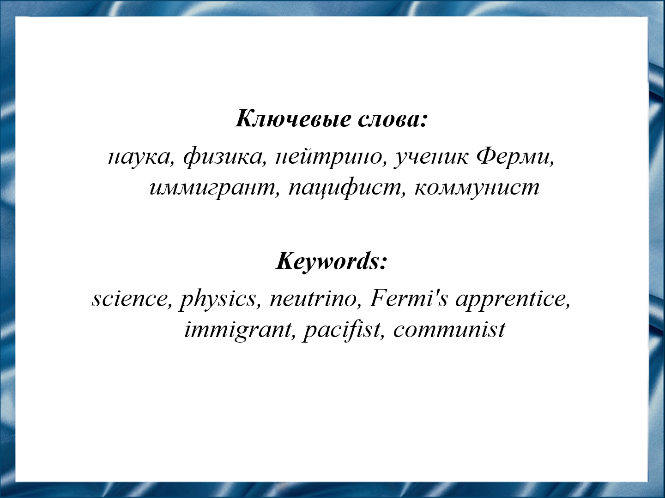 Ключевые слова:
наука, физика, нейтрино, ученик Ферми,
иммигрант, пацифист, коммунист
Keywords:
science, physics, neutrino, Fermi's apprentice,
immigrant, pacifist, communist